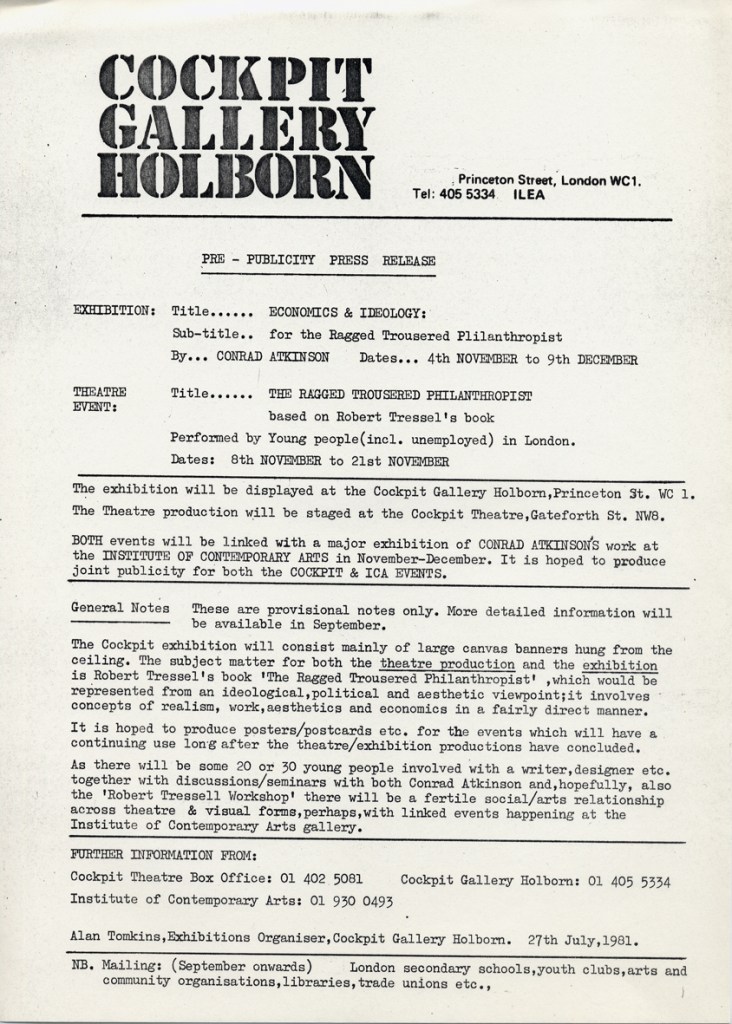 COCKPIT
GALLERY
HOLBORN
Princeton Street, London WC1.
Tel: 405 5334 ILEA
PRE - PUBLICITY PRESS RELEASE
EXHIBITION: Title...... ECONOMICS & IDEOLOGY:
Sub-title.. for the Ragged Trousered Plilanthropist
By... CONRAD ATKINSON Dates... 4th NOVEMBER to 9th DECEMBER
THEATRE Title...... THE RAGGED TROUSERED PHILANTHROPIST
EVENT:
based on Robert Tressel's book
Performed by Young people(incl. unemployed) in London.
Dates: 8th NOVEMBER to 21st NOVEMBER
The exhibition will be displayed at the Cockpit Gallery Holborn,Princeton St. WC 1.
The Theatre production will be staged at the Cockpit Theatre,Gateforth St. NW8.
BOTH events will be linked with a major exhibition of CONRAD ATKINSON'S work at
the INSTITUTE OF CONTEMPORARY ARTS in November-December. It is hoped to produce
joint publicity for both the COCKPIT & ICA EVENTS.
General Notes These are provisional notes only. More detailed information will
be available in September.
The Cockpit exhibition will consist mainly of large canvas banners hung from the
ceiling. The subject matter for both the theatre production and the exhibition
is Robert Tressel's book 'The Ragged Trousered Philanthropist' ,which would be
represented from an ideological,political and aesthetic viewpoint;it involves
concepts of realism, work,aesthetics and economics in a fairly direct manner.
It is hoped to produce posters/postcards etc. for the events which will have a
continuing use long after the theatre/exhibition productions have concluded.
As there will be some 20 or 30 young people involved with a writer,designer etc.
together with discussions/seminars with both Conrad Atkinson and,hopefully, also
the 'Robert Tressell Workshop' there will be a fertile social/arts relationship
across theatre & visual forms,perhaps,with linked events happening at the
Institute of Contemporary Arts gallery.
FURTHER INFORMATION FROM:
Cockpit Theatre Box Office: 01 402 5081 Cockpit Gallery Holborn: 01 405 5334
Institute of Contemporary Arts: 01 930 0493
Alan Tomkins,Exhibitions Organiser,Cockpit Gallery Holborn. 27th July,1981.
NB. Mailing: (September onwards) London secondary schools,youth clubs,arts and
community organisations,libraries,trade unions etc.,